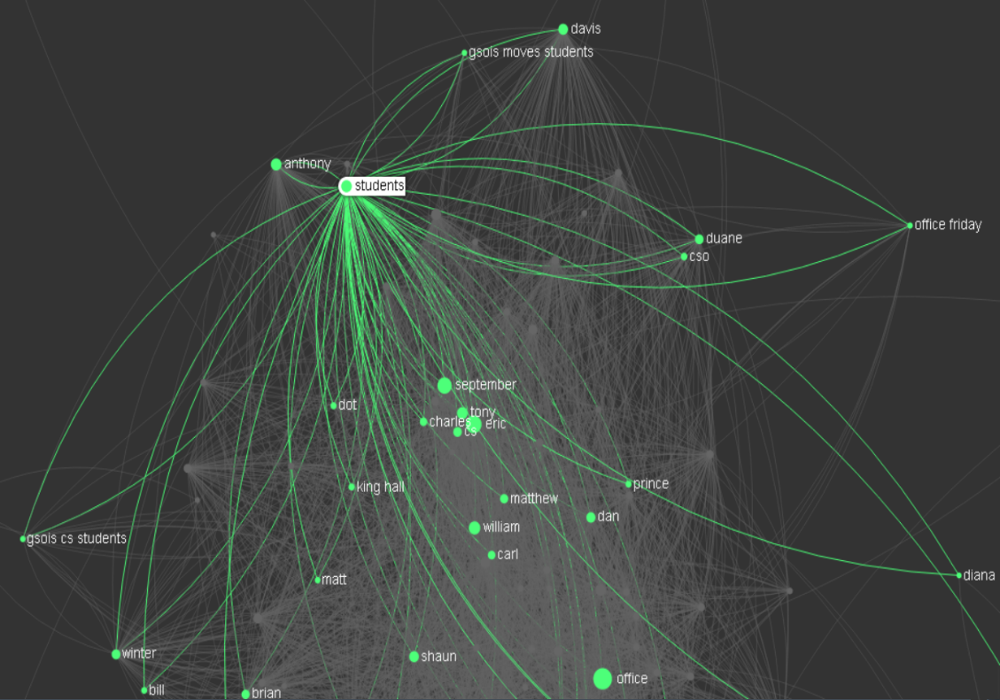 davis
gsois moves students
anthony
students
office friday
duane
cso
september
dot
tony
charles
eric
cs
king hall
prince
matthew
dan
william
gsois cs students
carl
diana
matt
winter
shaun
office
bill
brian